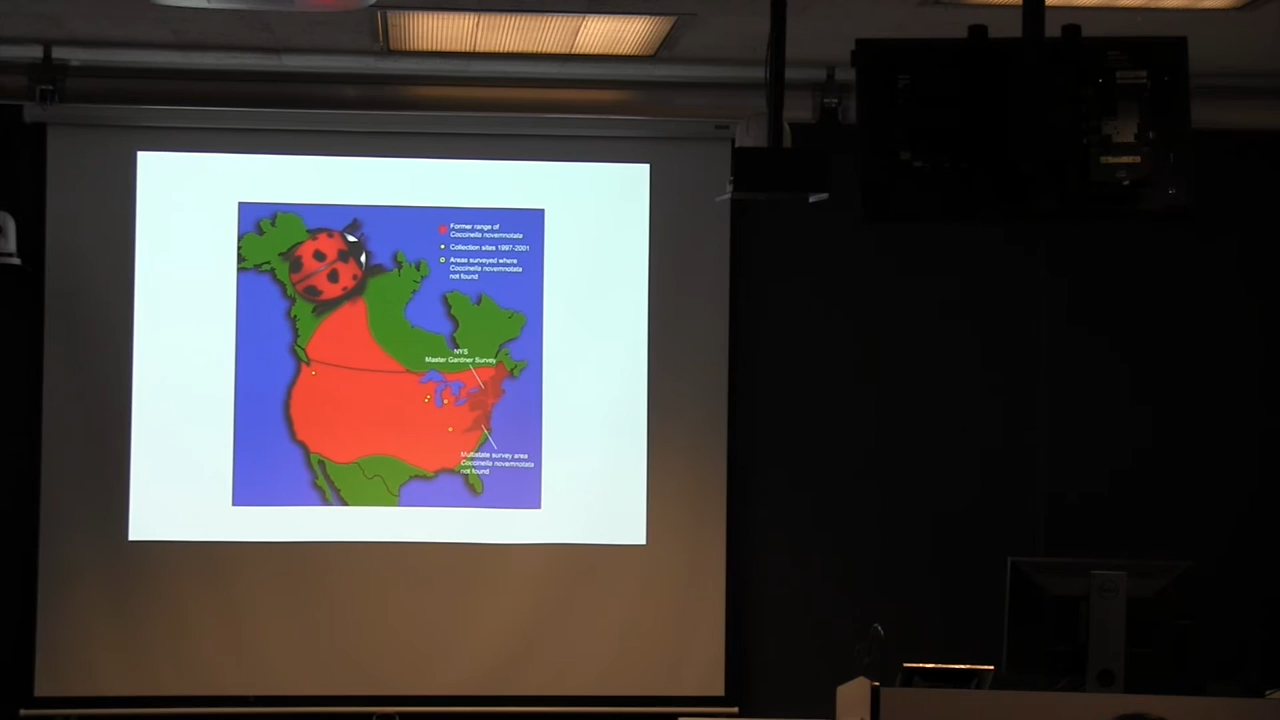 Former range of
Coccinella novemnotata
Collection sites 1997-2001
Areas surveyed where
Coccinella novemnotata
not found
NYS
Master Gardner Survey
Multistate survey area
Coccinella novemnotata
not found